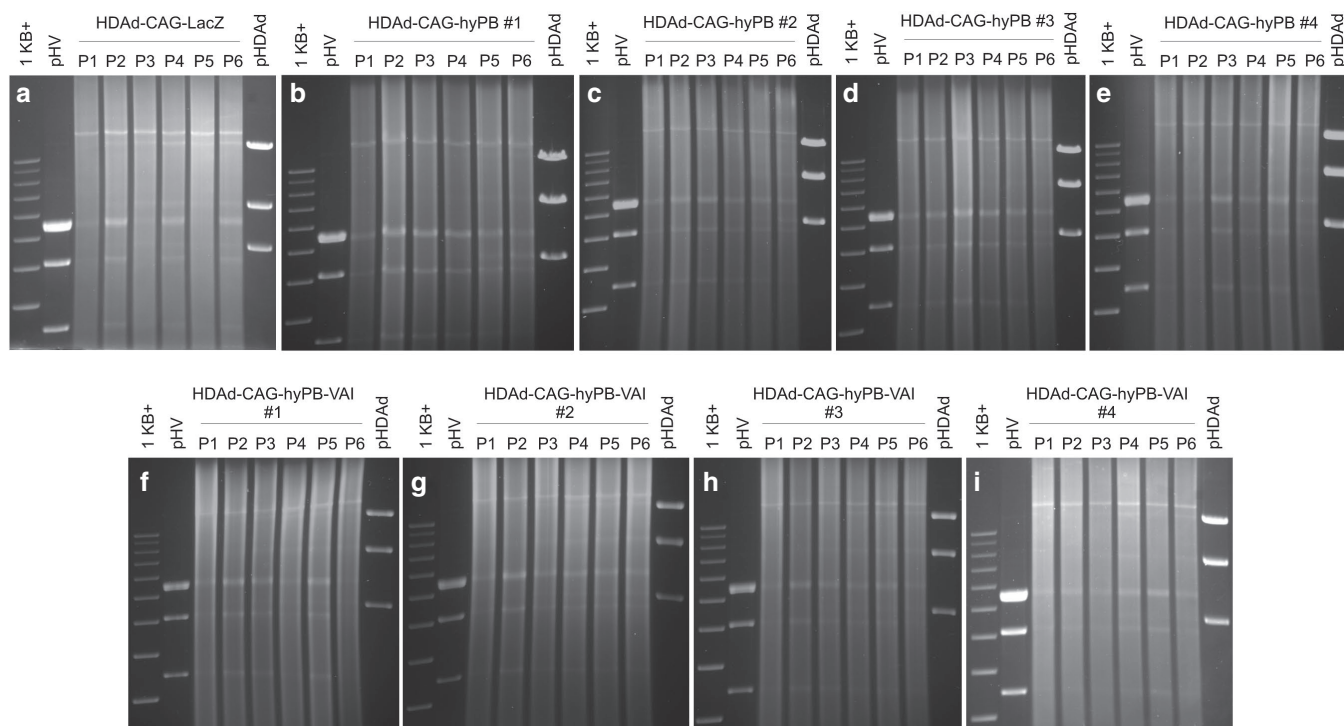 HDAd-CAG-LacZ
1 KB+ pHV P1 P2 P3 P4 P5 P6 pHDAd
a
HDAd-CAG-hyPB #1
1 KB+ pHV P1 P2 P3 P4 P5 P6 pHDAd
b
HDAd-CAG-hyPB #2
1 KB+ pHV P1 P2 P3 P4 P5 P6 pHDAd
c
HDAd-CAG-hyPB #3
1 KB+ pHV P1 P2 P3 P4 P5 P6 pHDAd
d
HDAd-CAG-hyPB #4
1 KB+ pHV P1 P2 P3 P4 P5 P6 pHDAd
e
HDAd-CAG-hyPB-VAI
#1
1 KB+ pHV P1 P2 P3 P4 P5 P6 pHDAd
f
HDAd-CAG-hyPB-VAI
#2
1 KB+ pHV P1 P2 P3 P4 P5 P6 pHDAd
g
HDAd-CAG-hyPB-VAI
#3
1 KB+ pHV P1 P2 P3 P4 P5 P6 pHDAd
h
HDAd-CAG-hyPB-VAI
#4
1 KB+ pHV P1 P2 P3 P4 P5 P6 pHDAd
i